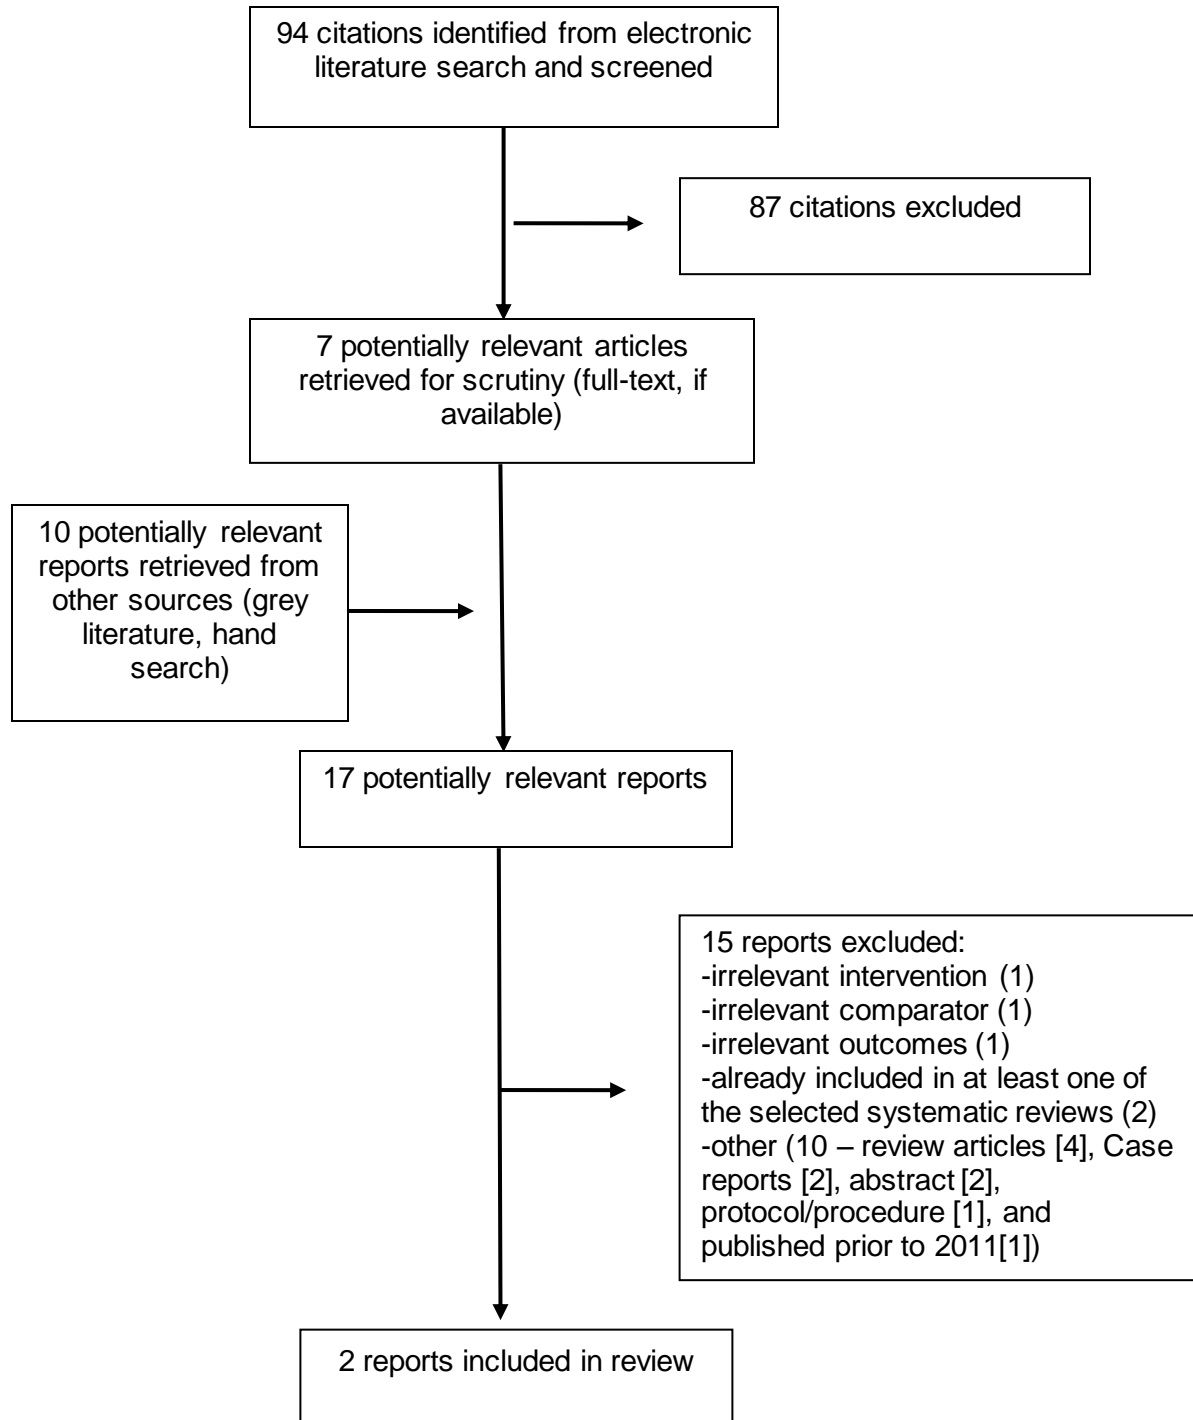 94 citations identified from electronic
literature search and screened
87 citations excluded
7 potentially relevant articles
retrieved for scrutiny (full-text, if
available)
10 potentially relevant
reports retrieved from
other sources (grey
literature, hand
search)
17 potentially relevant reports
15 reports excluded:
-irrelevant intervention (1)
-irrelevant comparator (1)
-irrelevant outcomes (1)
-already included in at least one of
the selected systematic reviews (2)
-other (10 – review articles [4], Case
reports [2], abstract [2],
protocol/procedure [1], and
published prior to 2011[1])
2 reports included in review